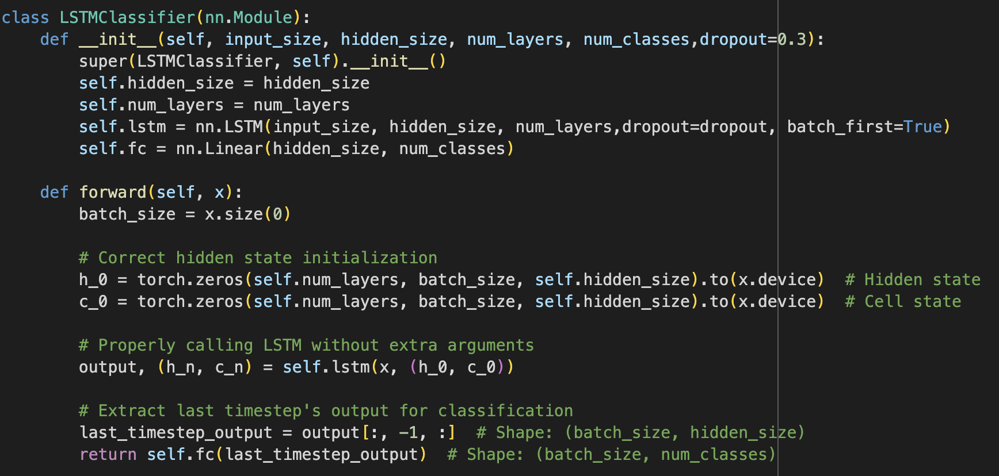 class LSTMClassifier(nn.Module):
    def __init__(self, input_size, hidden_size, num_layers, num_classes,dropout=0.3):
        super(LSTMClassifier, self).__init__()
        self.hidden_size = hidden_size
        self.num_layers = num_layers
        self.lstm = nn.LSTM(input_size, hidden_size, num_layers,dropout=dropout, batch_first=True)
        self.fc = nn.Linear(hidden_size, num_classes)

    def forward(self, x):
        batch_size = x.size(0)

        # Correct hidden state initialization
        h_0 = torch.zeros(self.num_layers, batch_size, self.hidden_size).to(x.device)  # Hidden state
        c_0 = torch.zeros(self.num_layers, batch_size, self.hidden_size).to(x.device)  # Cell state

        # Properly calling LSTM without extra arguments
        output, (h_n, c_n) = self.lstm(x, (h_0, c_0))

        # Extract last timestep's output for classification
        last_timestep_output = output[:, -1, :]  # Shape: (batch_size, hidden_size)
        return self.fc(last_timestep_output)  # Shape: (batch_size, num_classes)